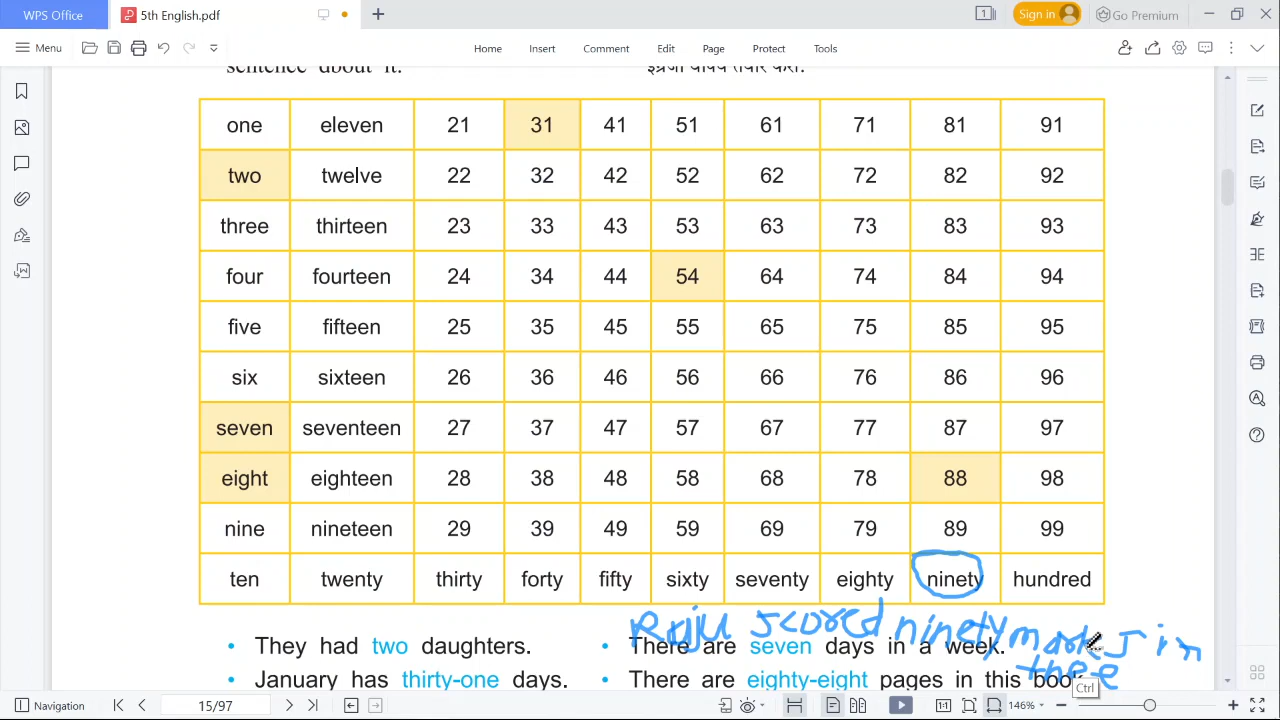 WPS Office 5th English.pdf + 1 Sign in Go Premium
Menu Home Insert Comment Edit Page Protect Tools
sentence about it. इंग्रजी वाक्य तयार करा.
one eleven 21 31 41 51 61 71 81 91
two twelve 22 32 42 52 62 72 82 92
three thirteen 23 33 43 53 63 73 83 93
four fourteen 24 34 44 54 64 74 84 94
five fifteen 25 35 45 55 65 75 85 95
six sixteen 26 36 46 56 66 76 86 96
seven seventeen 27 37 47 57 67 77 87 97
eight eighteen 28 38 48 58 68 78 88 98
nine nineteen 29 39 49 59 69 79 89 99
ten twenty thirty forty fifty sixty seventy eighty ninety hundred
Raju scored ninety marks in
the
• They had two daughters. • There are seven days in a week.
• January has thirty-one days. • There are eighty-eight pages in this book.
Ctrl
Navigation 15/97 1:1 146%